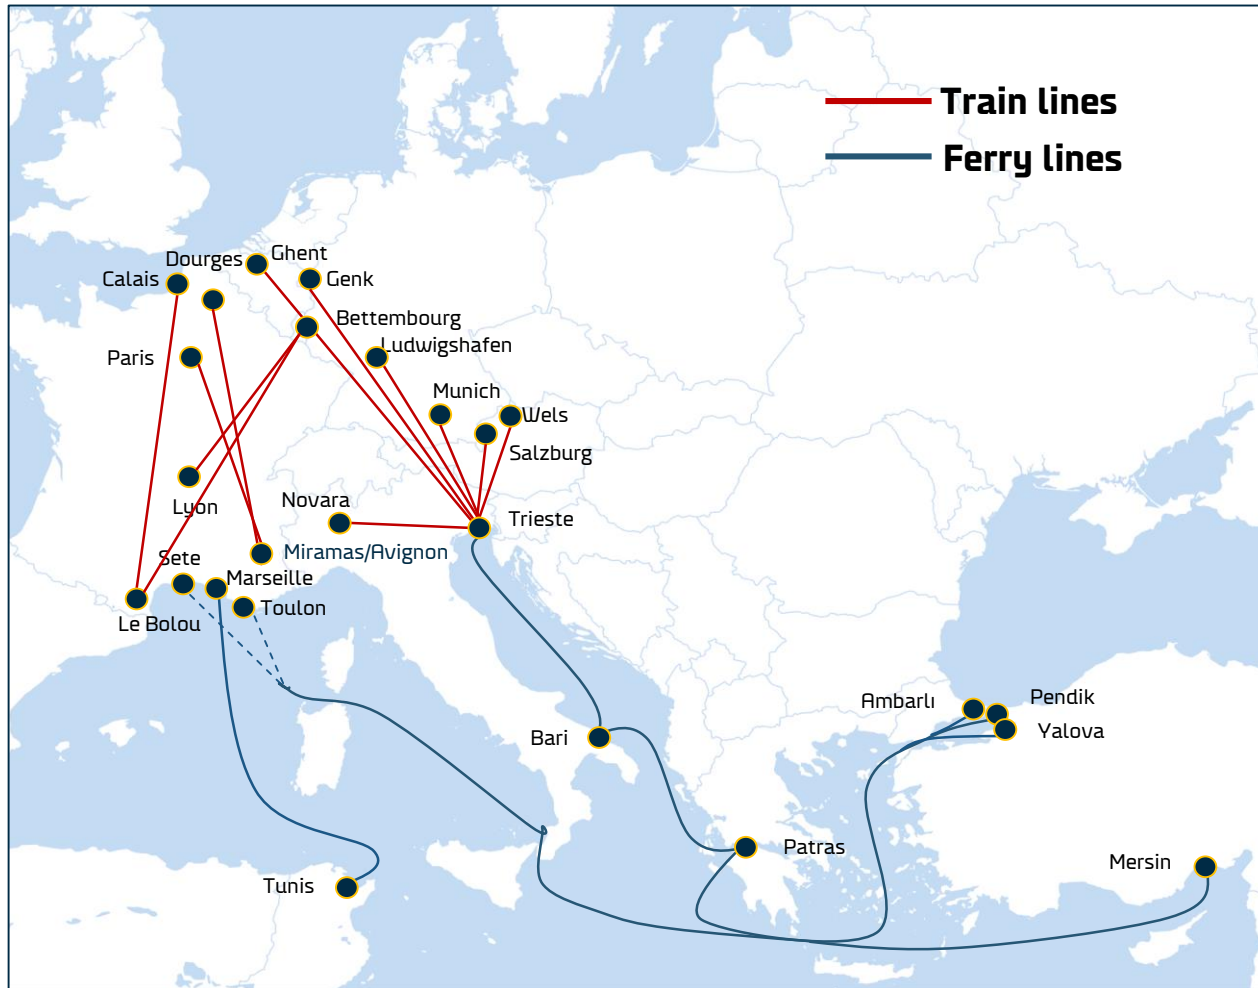 Train lines
Ferry lines
Ghent
Dourges
Calais
Genk
Bettembourg
Ludwigshafen
Paris
Munich
Wels
Salzburg
Lyon
Novara
Trieste
Miramas/Avignon
Sete
Marseille
Toulon
Le Bolou
Ambarlı
Pendik
Yalova
Bari
Patras
Mersin
Tunis